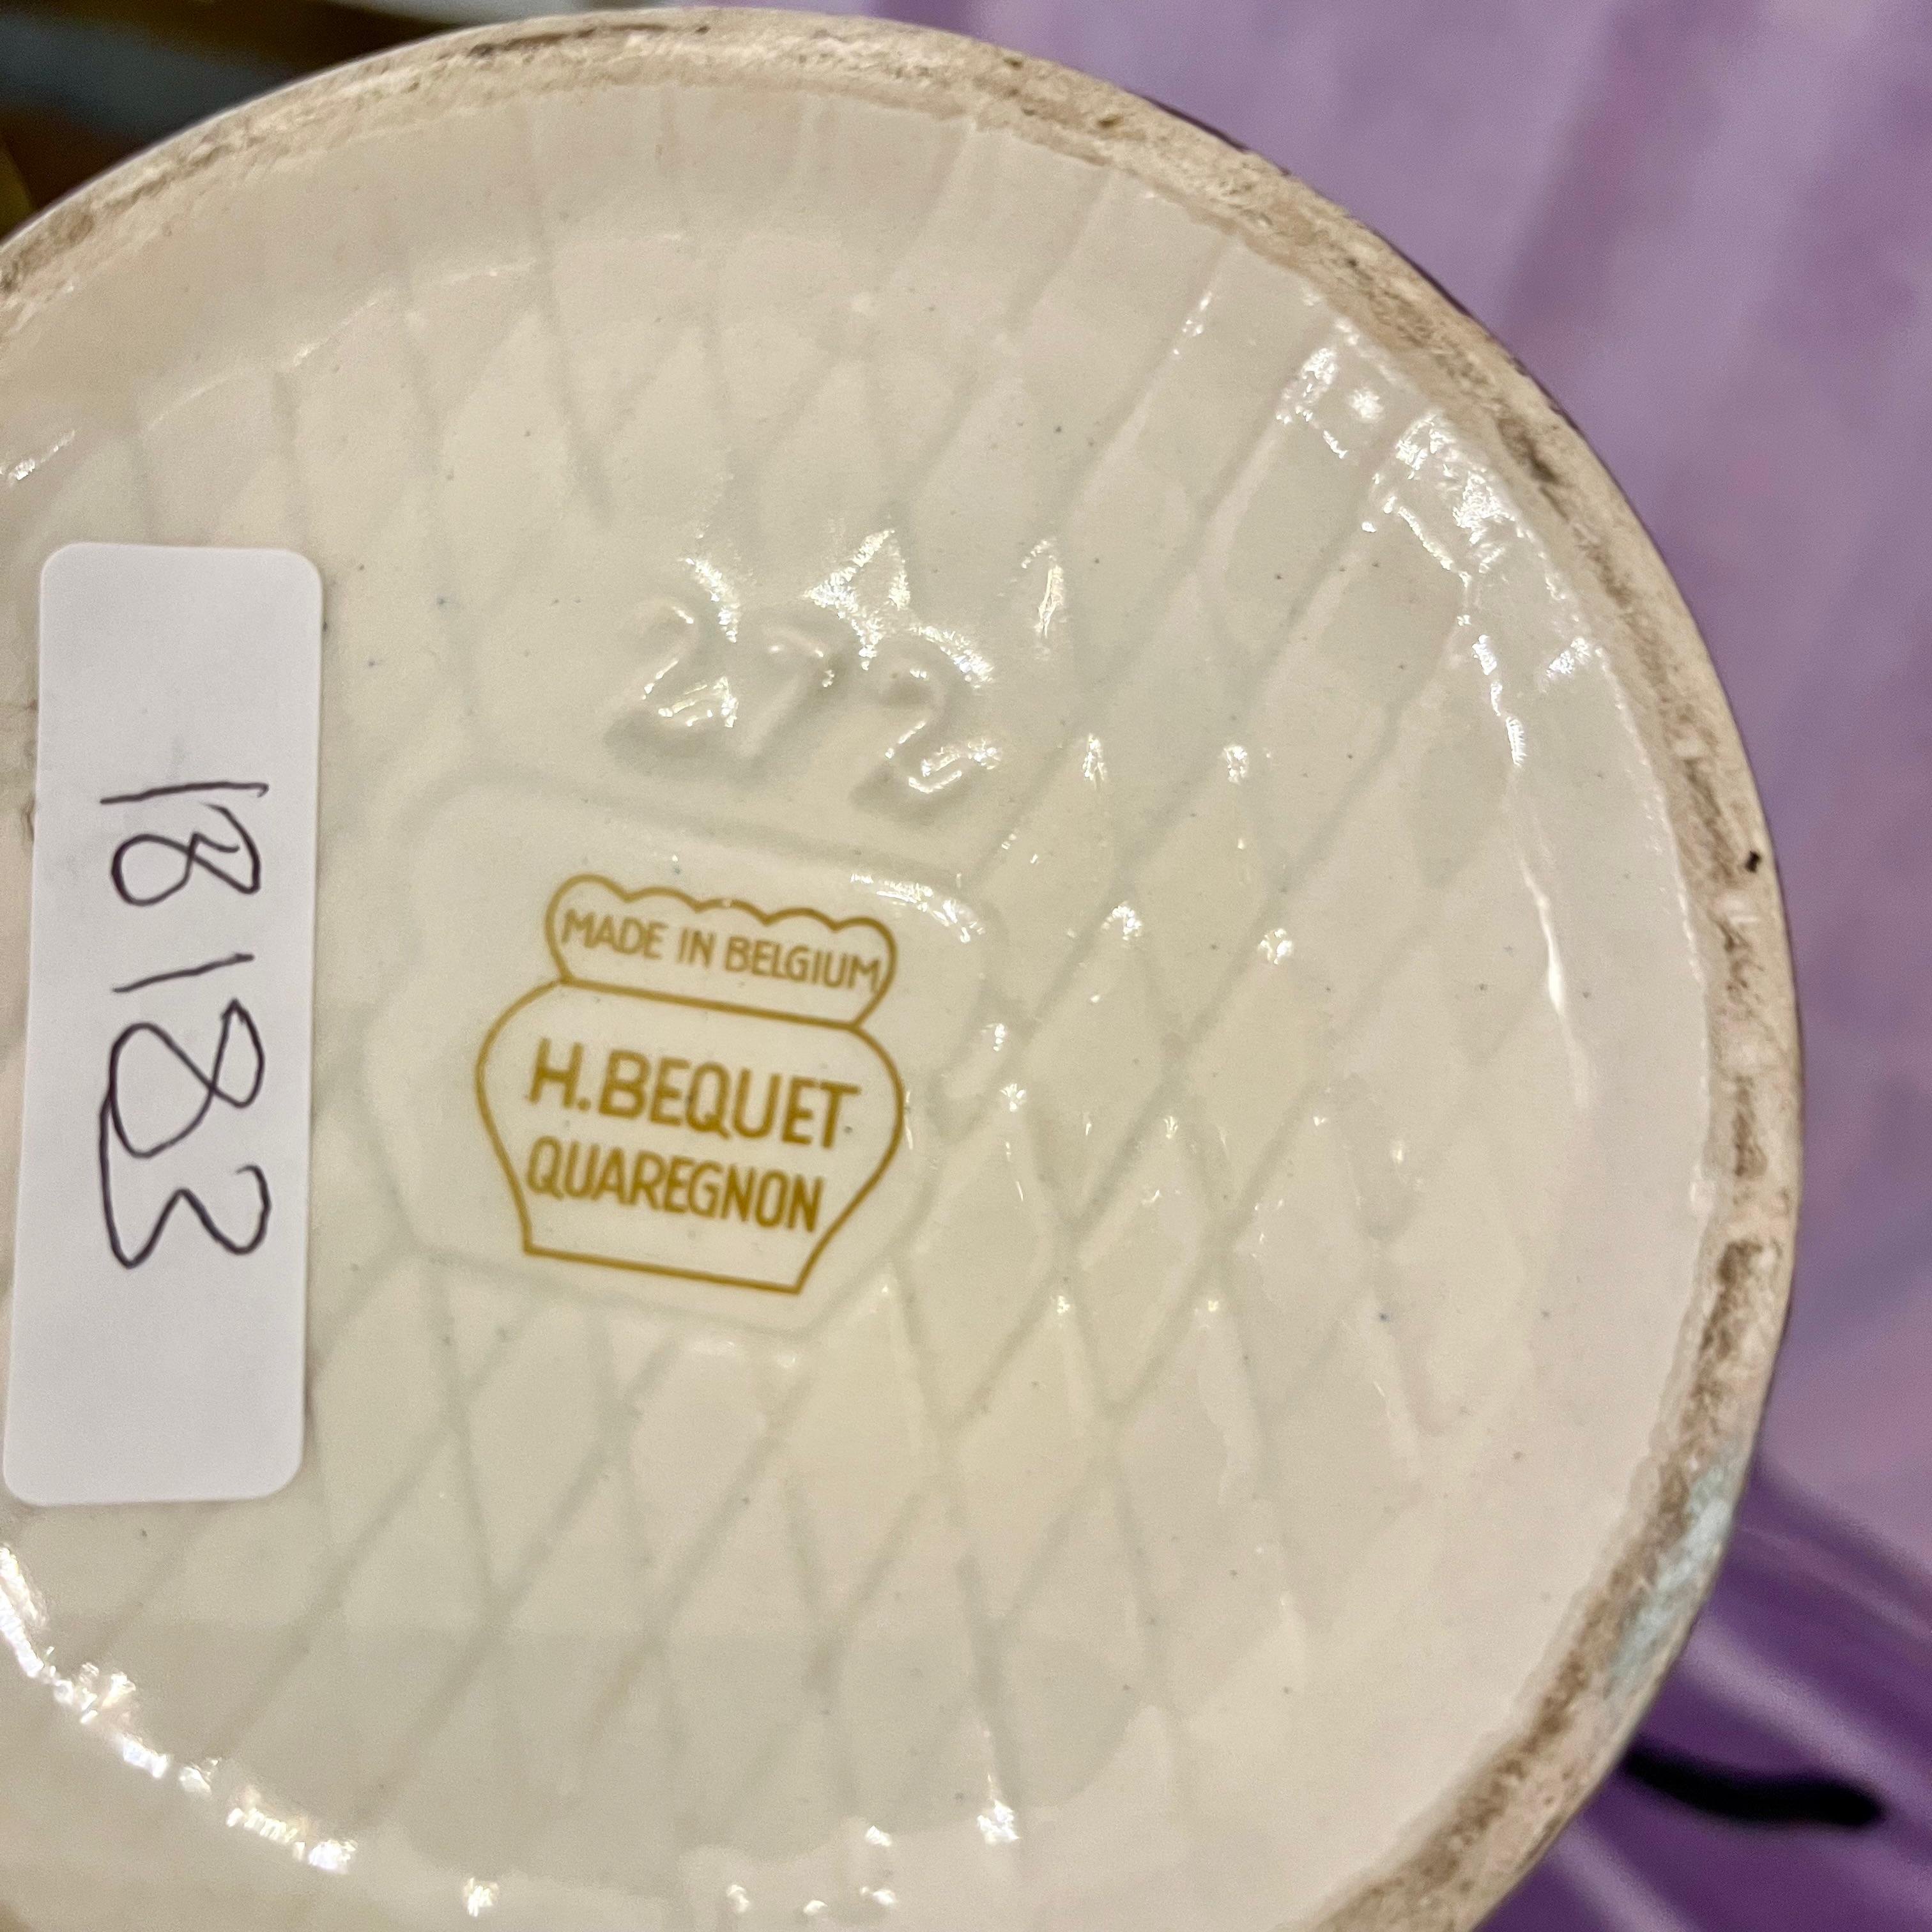 272
MADE IN BELGIUM
H.BEQUET
QUAREGNON
18183